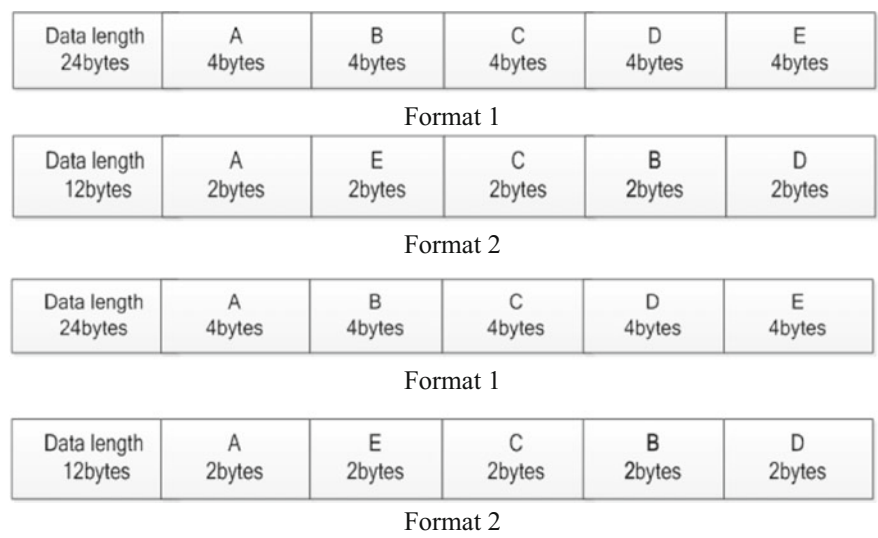 Data length A B C D E
24bytes 4bytes 4bytes 4bytes 4bytes 4bytes
Format 1
Data length A E C B D
12bytes 2bytes 2bytes 2bytes 2bytes 2bytes
Format 2
Data length A B C D E
24bytes 4bytes 4bytes 4bytes 4bytes 4bytes
Format 1
Data length A E C B D
12bytes 2bytes 2bytes 2bytes 2bytes 2bytes
Format 2